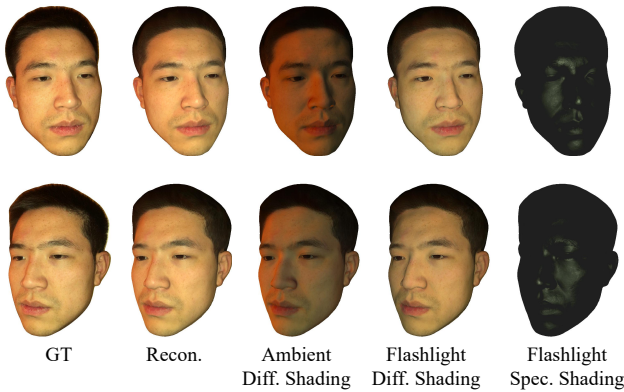 GT
Recon.
Ambient
Diff. Shading
Flashlight
Diff. Shading
Flashlight
Spec. Shading